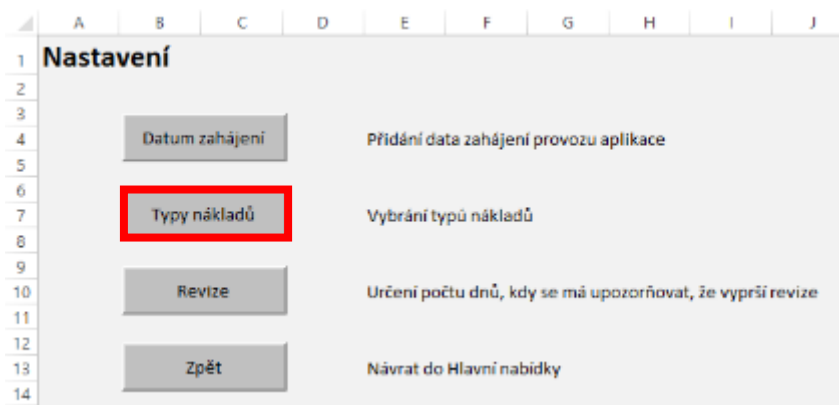 A B C D E F G H I J
1 Nastavení
2
3
4 Datum zahájení Přidání data zahájení provozu aplikace
5
6
7 Typy nákladů Vybrání typů nákladů
8
9
10 Revize Určení počtu dnů, kdy se má upozorňovat, že vyprší revize
11
12
13 Zpět Návrat do Hlavní nabídky
14